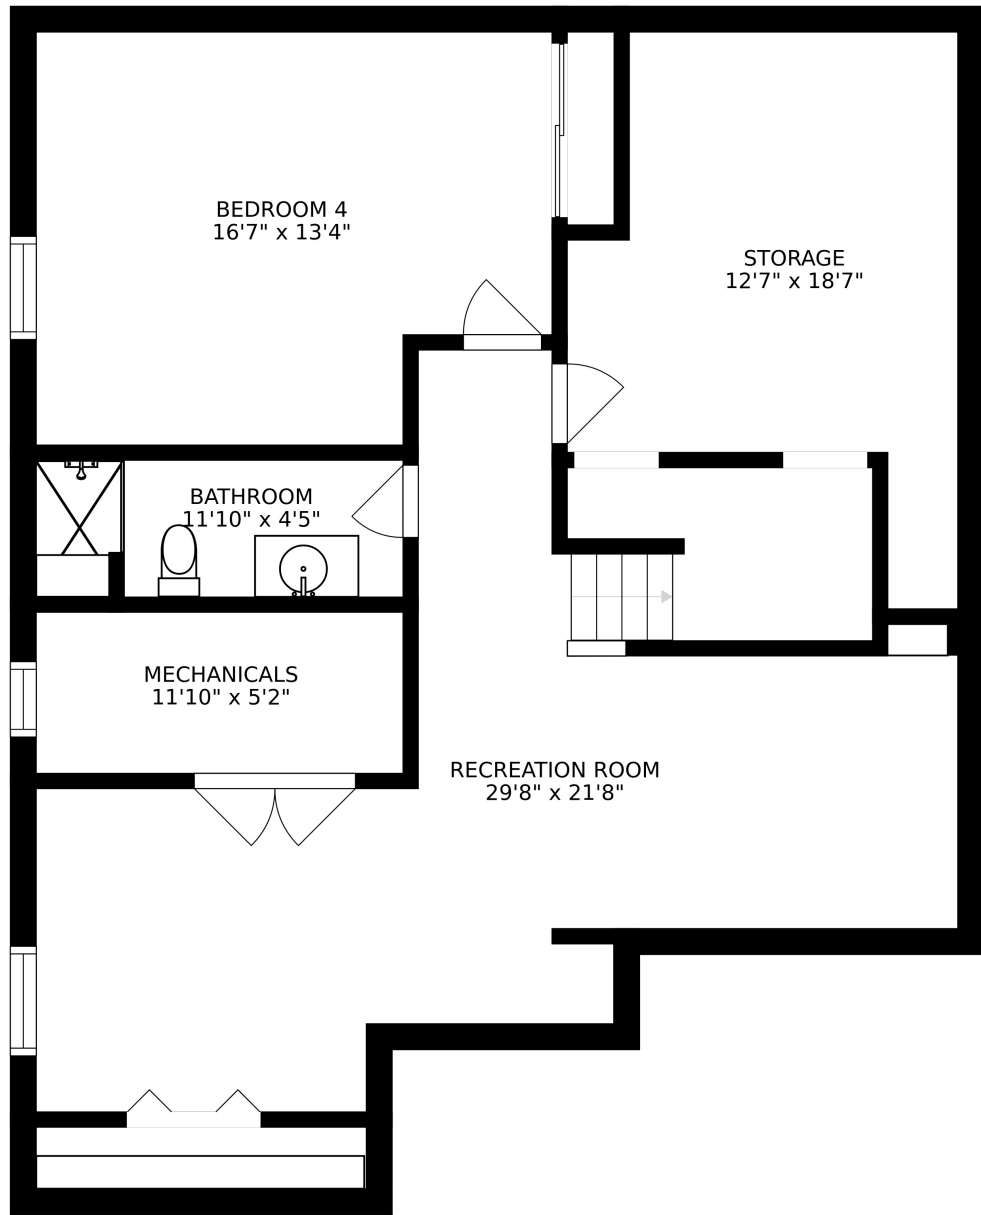 BEDROOM 4
16'7" x 13'4"
STORAGE
12'7" x 18'7"
BATHROOM
11'10" x 4'5"
MECHANICALS
11'10" x 5'2"
RECREATION ROOM
29'8" x 21'8"